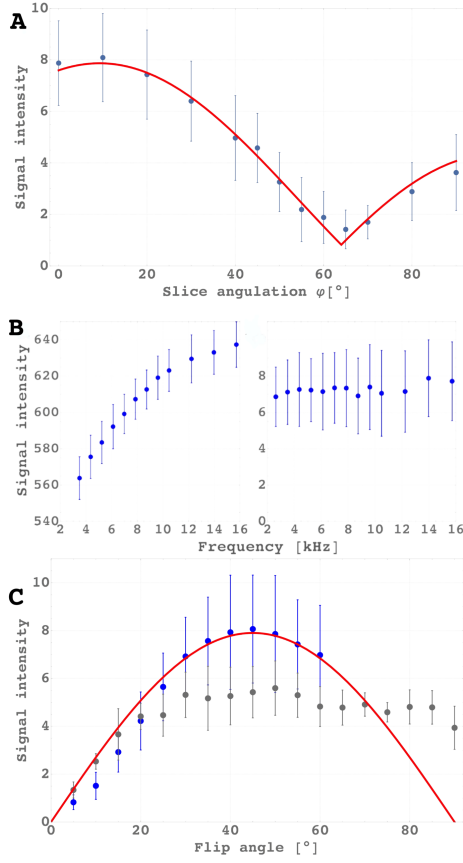 A
Signal intensity
10
8
6
4
2
0
0 20 40 60 80
Slice angulation φ[°]
B
Signal intensity
640
620
600
580
560
540
2 4 6 8 10 12 14 16
8
6
4
2
0
2 4 6 8 10 12 14 16
Frequency [kHz]
C
Signal intensity
10
8
6
4
2
0
0 20 40 60 80
Flip angle [°]